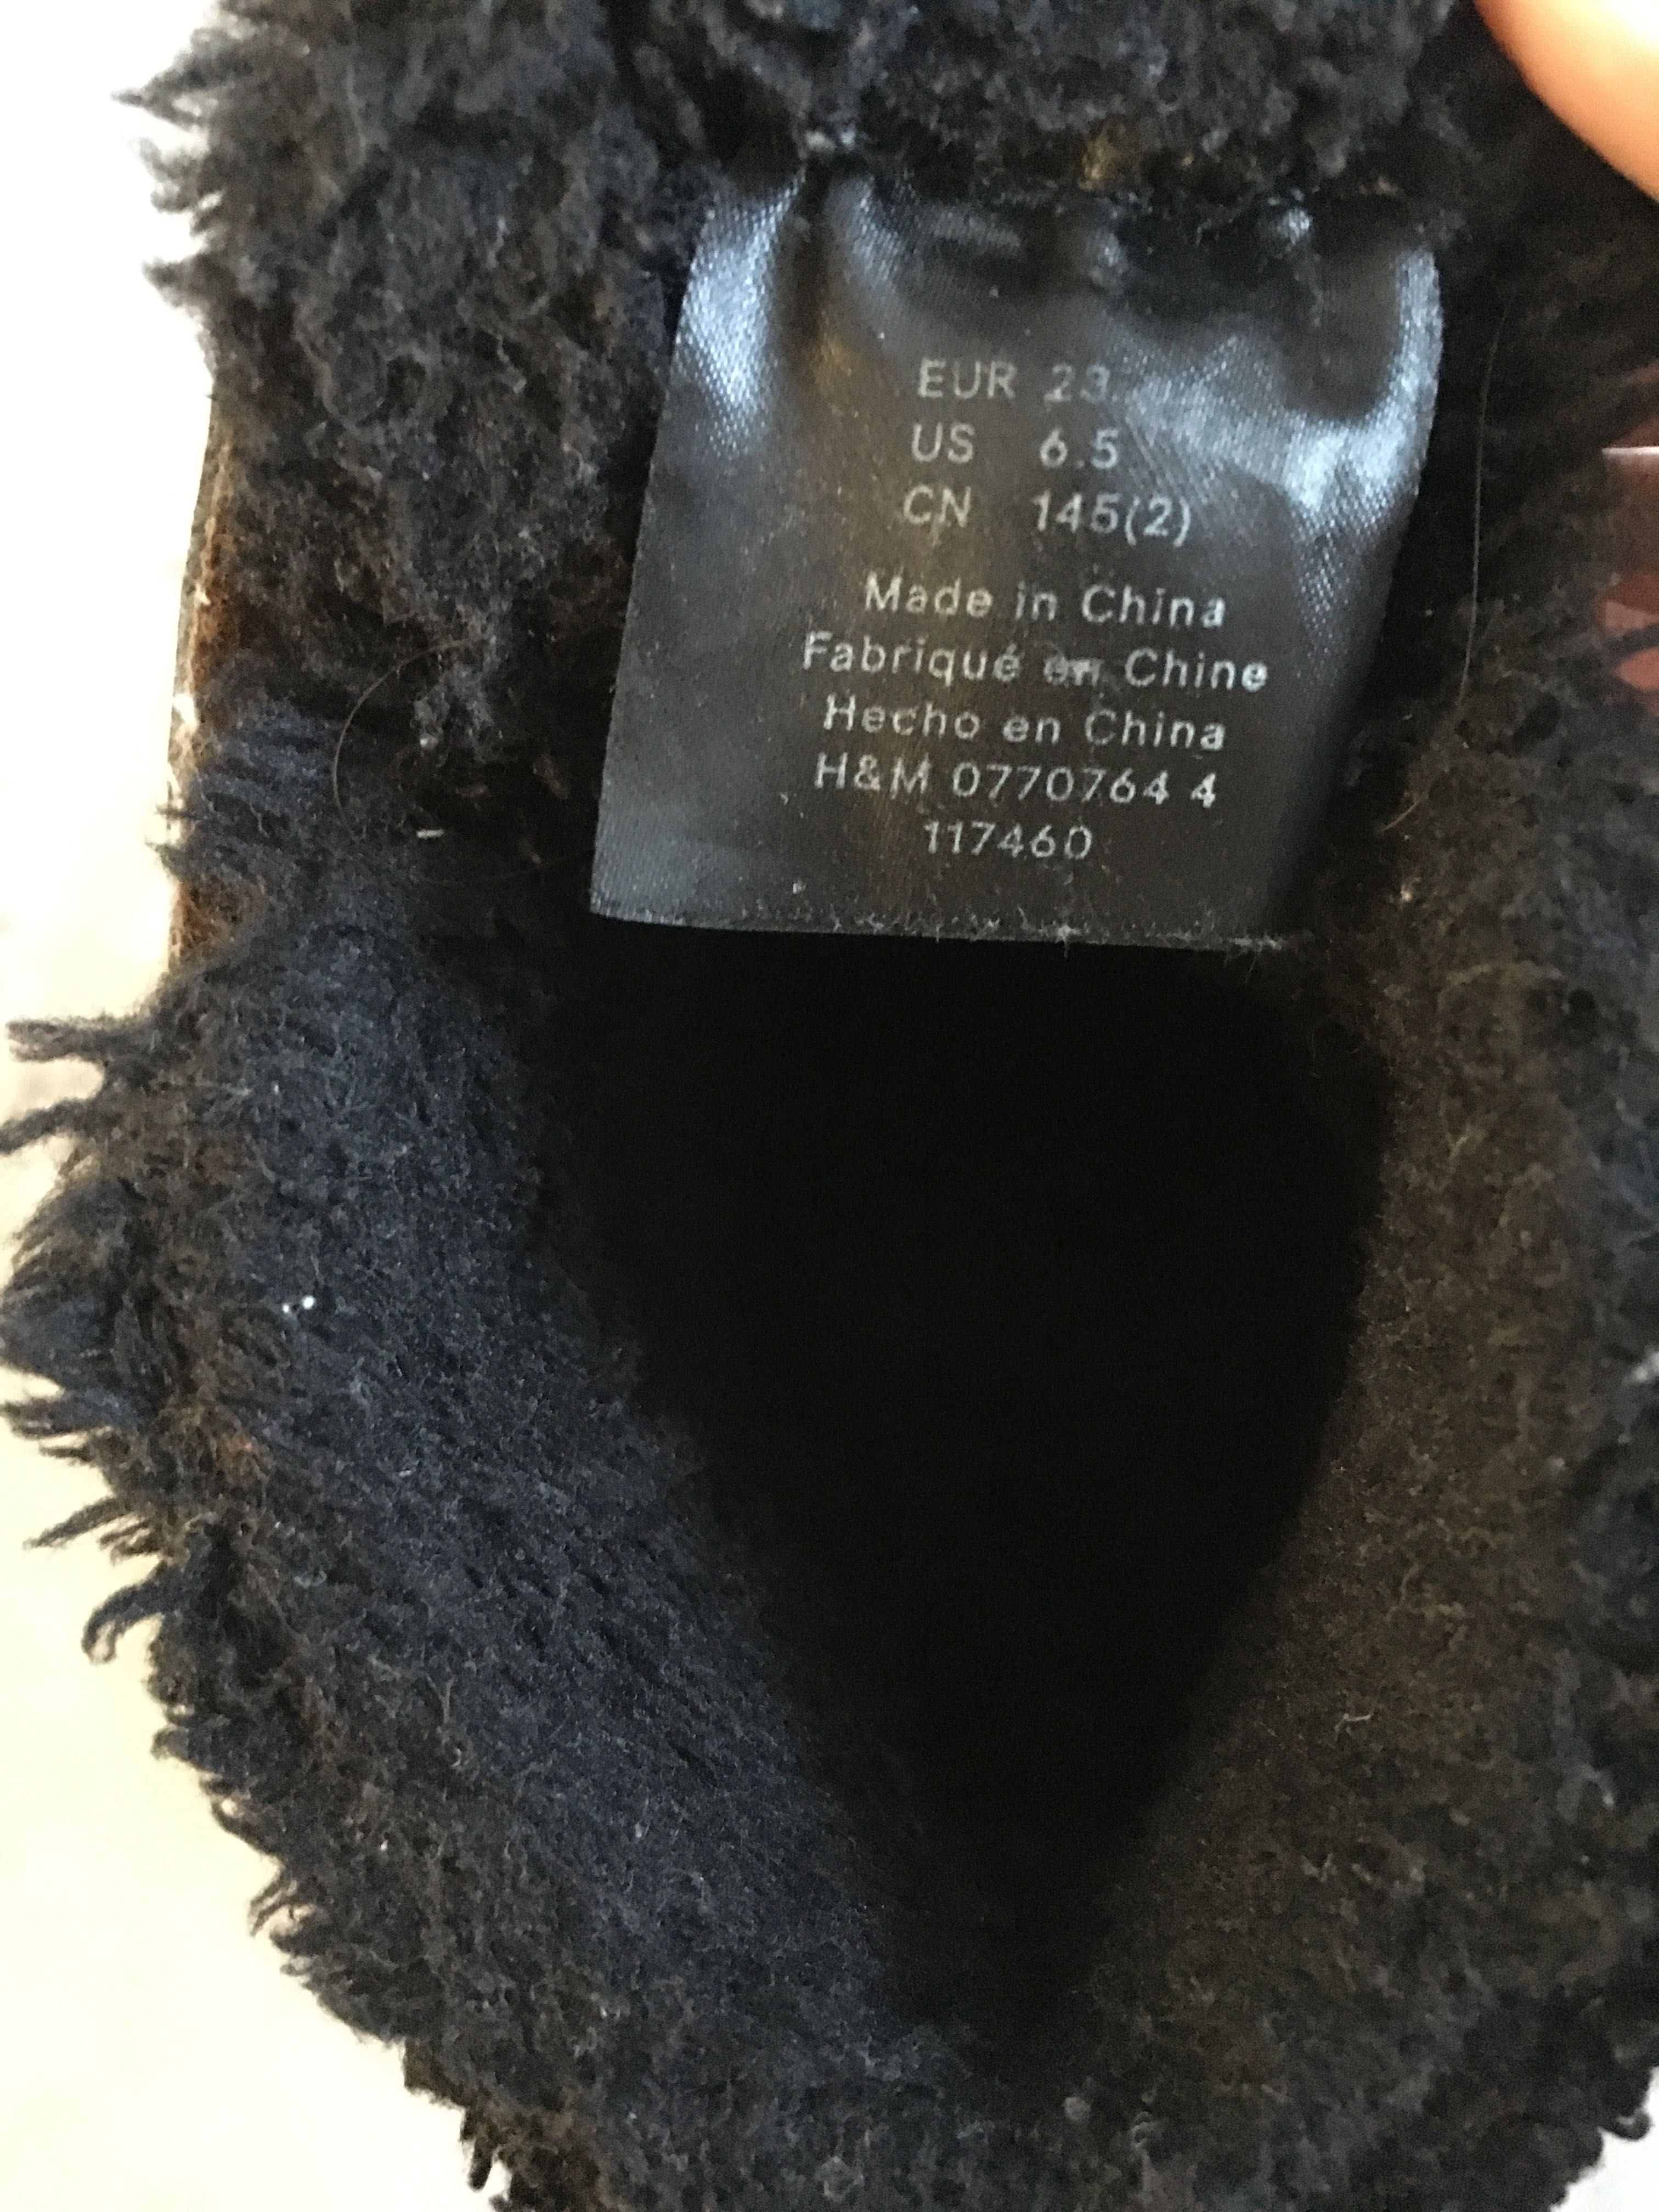 EUR 23
US 6.5
CN 145(2)
Made in China
Fabriqué en Chine
Hecho en China
H&M 0770764 4
117460